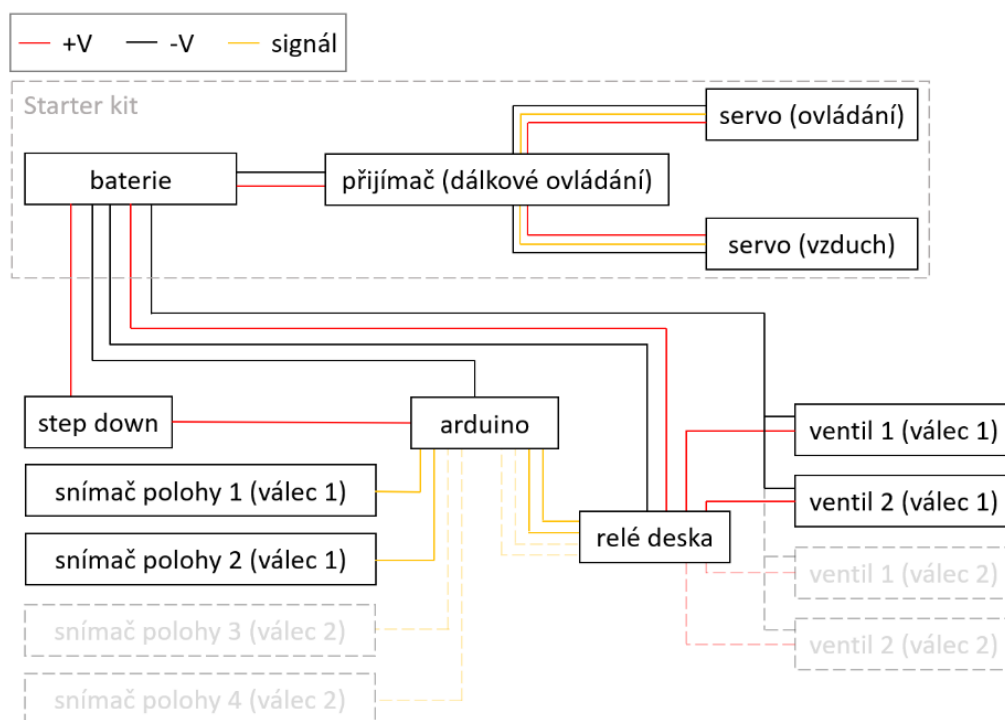 +V -V signál
Starter kit
servo (ovládání)
baterie
přijímač (dálkové ovládání)
servo (vzduch)
step down
arduino
ventil 1 (válec 1)
snímač polohy 1 (válec 1)
ventil 2 (válec 1)
relé deska
snímač polohy 2 (válec 1)
ventil 1 (válec 2)
snímač polohy 3 (válec 2)
ventil 2 (válec 2)
snímač polohy 4 (válec 2)